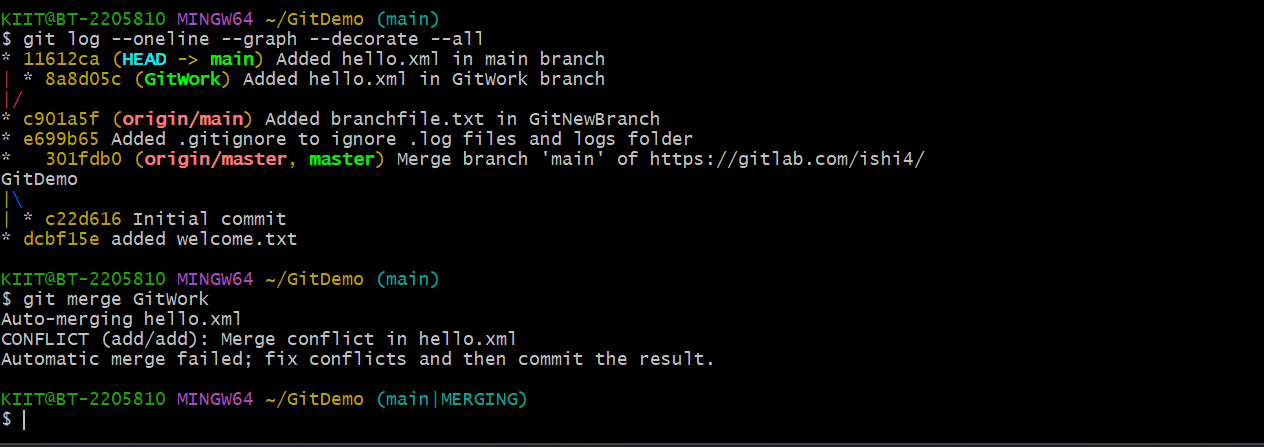 KIIT@BT-2205810 MINGW64 ~/GitDemo (main)
$ git log --oneline --graph --decorate --all
* 11612ca (HEAD -> main) Added hello.xml in main branch
| * 8a8d05c (GitWork) Added hello.xml in GitWork branch
|/
* c901a5f (origin/main) Added branchfile.txt in GitNewBranch
* e699b65 Added .gitignore to ignore .log files and logs folder
*   301fdb0 (origin/master, master) Merge branch 'main' of https://gitlab.com/ishi4/
GitDemo
|\
| * c22d616 Initial commit
* dcbf15e added welcome.txt
KIIT@BT-2205810 MINGW64 ~/GitDemo (main)
$ git merge GitWork
Auto-merging hello.xml
CONFLICT (add/add): Merge conflict in hello.xml
Automatic merge failed; fix conflicts and then commit the result.
KIIT@BT-2205810 MINGW64 ~/GitDemo (main|MERGING)
$